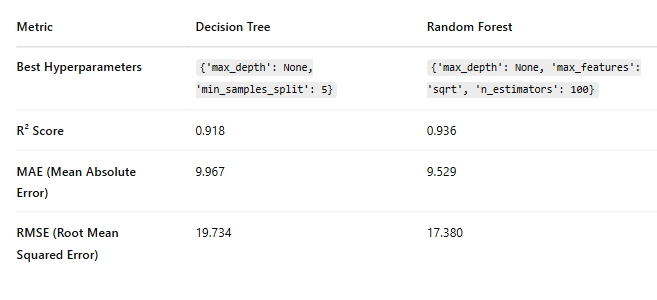 Metric Decision Tree Random Forest
Best Hyperparameters {'max_depth': None, {'max_depth': None, 'max_features':
'min_samples_split': 5} 'sqrt', 'n_estimators': 100}
R² Score 0.918 0.936
MAE (Mean Absolute 9.967 9.529
Error)
RMSE (Root Mean 19.734 17.380
Squared Error)